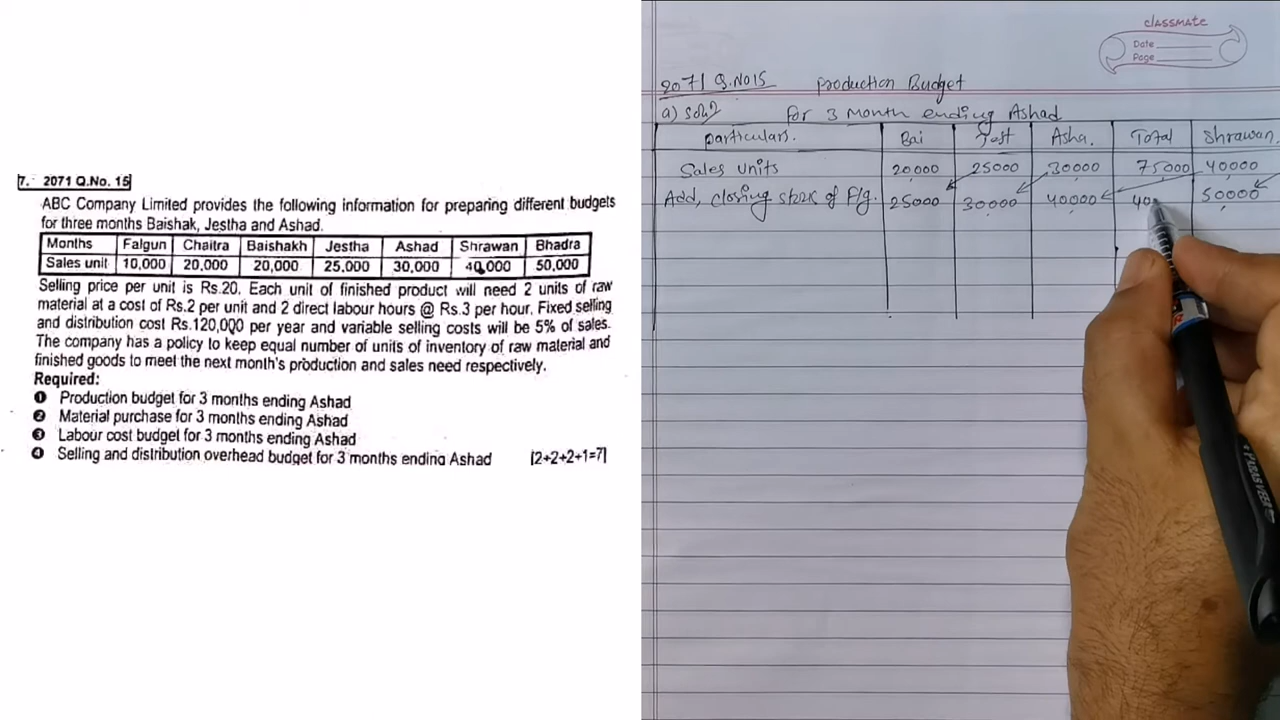 7. 2071 Q.No. 15
ABC Company Limited provides the following information for preparing different budgets
for three months Baishak, Jestha and Ashad.
Months Falgun Chaitra Baishakh Jestha Ashad Shrawan Bhadra
Sales unit 10,000 20,000 20,000 25,000 30,000 40,000 50,000
Selling price per unit is Rs.20. Each unit of finished product will need 2 units of raw
material at a cost of Rs.2 per unit and 2 direct labour hours @ Rs.3 per hour. Fixed selling
and distribution cost Rs.120,000 per year and variable selling costs will be 5% of sales.
The company has a policy to keep equal number of units of inventory of raw material and
finished goods to meet the next month's production and sales need respectively.
Required:
1 Production budget for 3 months ending Ashad
2 Material purchase for 3 months ending Ashad
3 Labour cost budget for 3 months ending Ashad
4 Selling and distribution overhead budget for 3 months ending Ashad [2+2+2+1=7]
classmate
Date
Page
2071 Q.No15 production Budget
a) Soln for 3 month ending Ashad
particulars. Bai Jest Asha. Total Shrawan
Sales units 20,000 25000 30000 75000 40000
Add, closing stock of F/g. 25000 30000 40000 40 50000
PARAS VEER